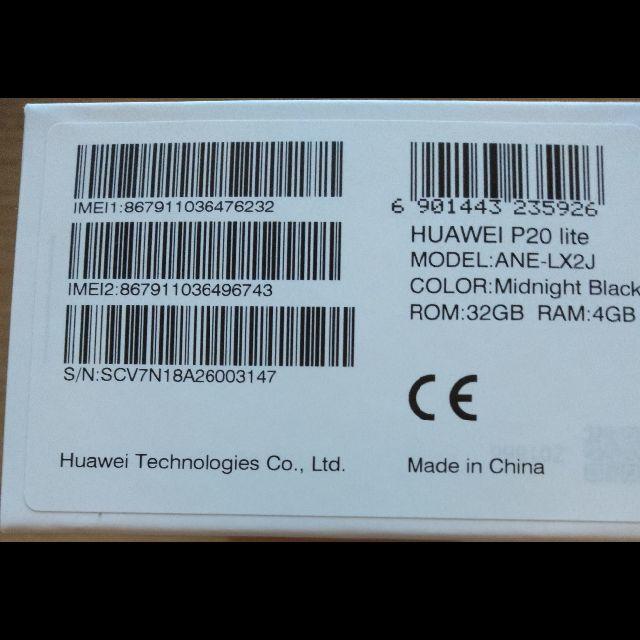 IMEI1:867911036476232
IMEI2:867911036496743
S/N:SCV7N18A26003147
Huawei Technologies Co., Ltd.
6 901443 235926
HUAWEI P20 lite
MODEL:ANE-LX2J
COLOR:Midnight Black
ROM:32GB RAM:4GB
CE
Made in China